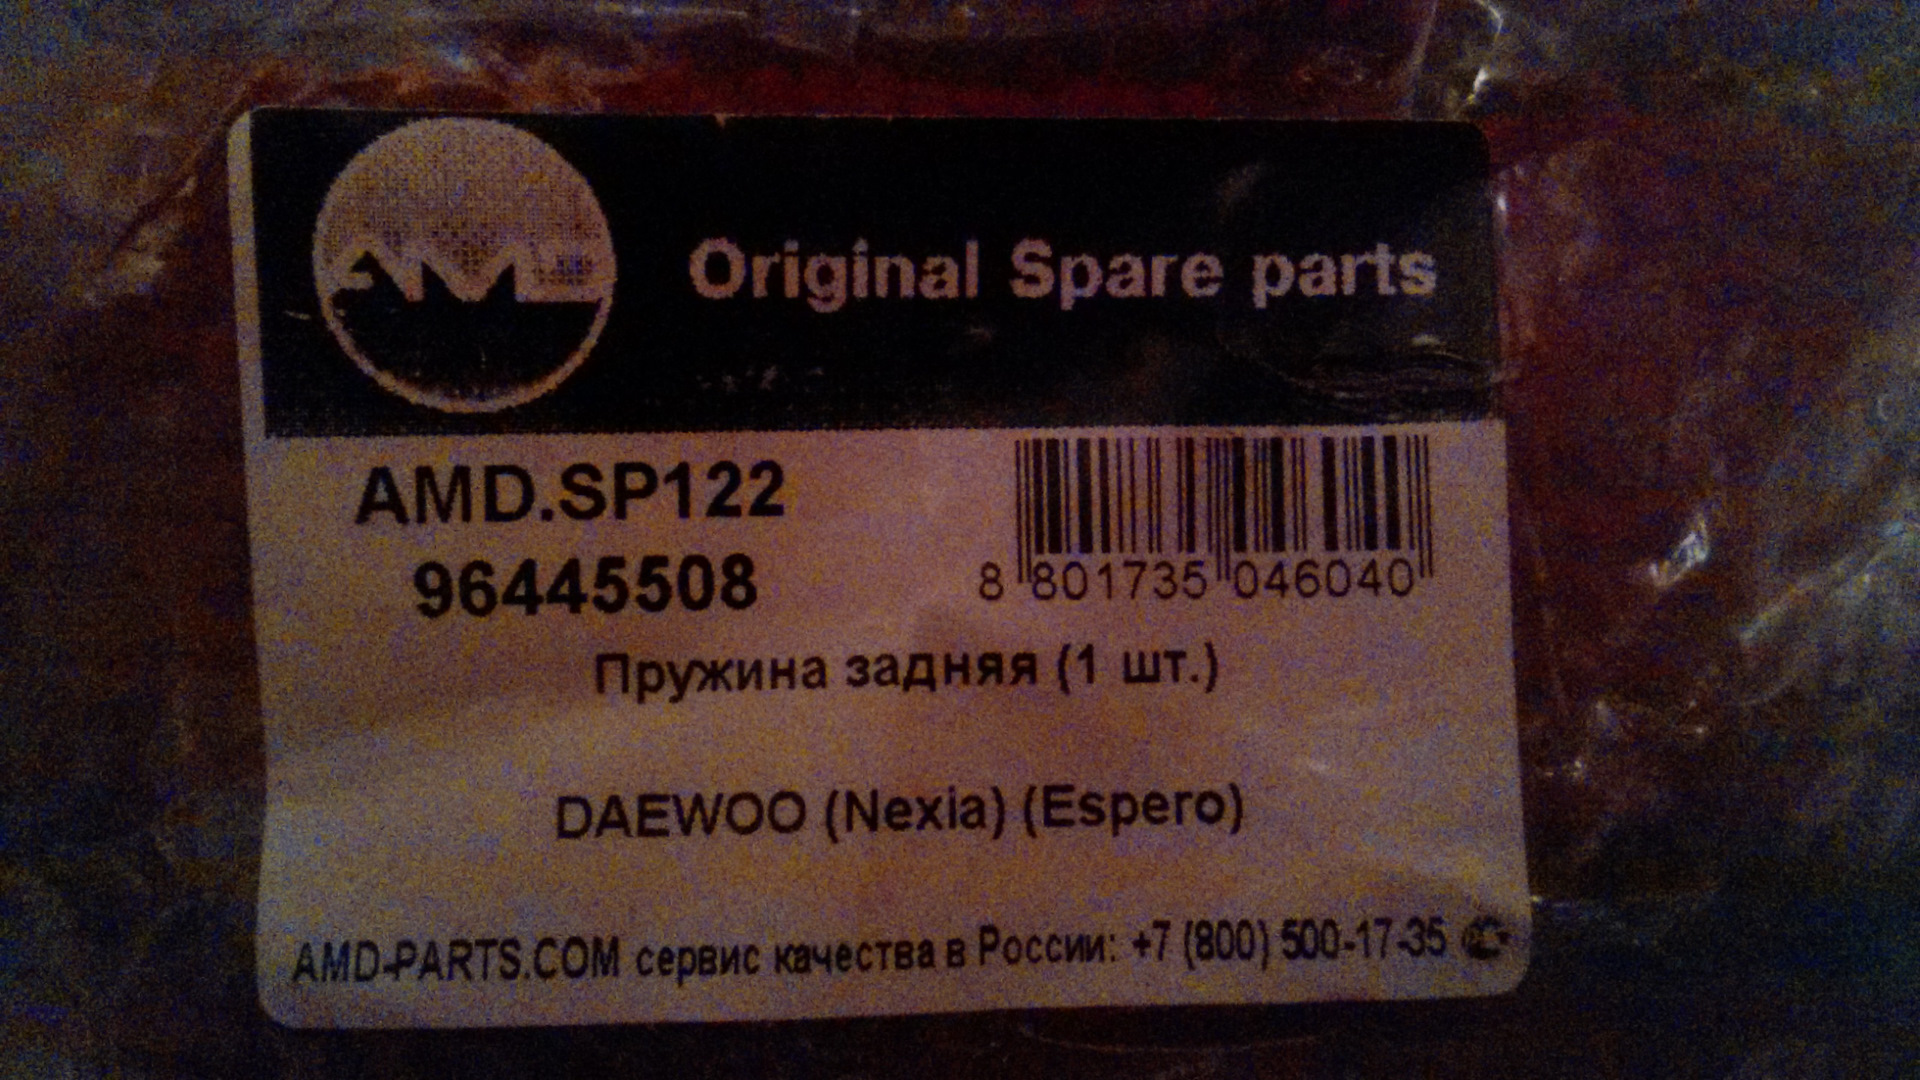 AMD
Original Spare parts
AMD.SP122
96445508
8 801735 046040
Пружина задняя (1 шт.)
DAEWOO (Nexia) (Espero)
AMD-PARTS.COM сервис качества в России: +7 (800) 500-17-35